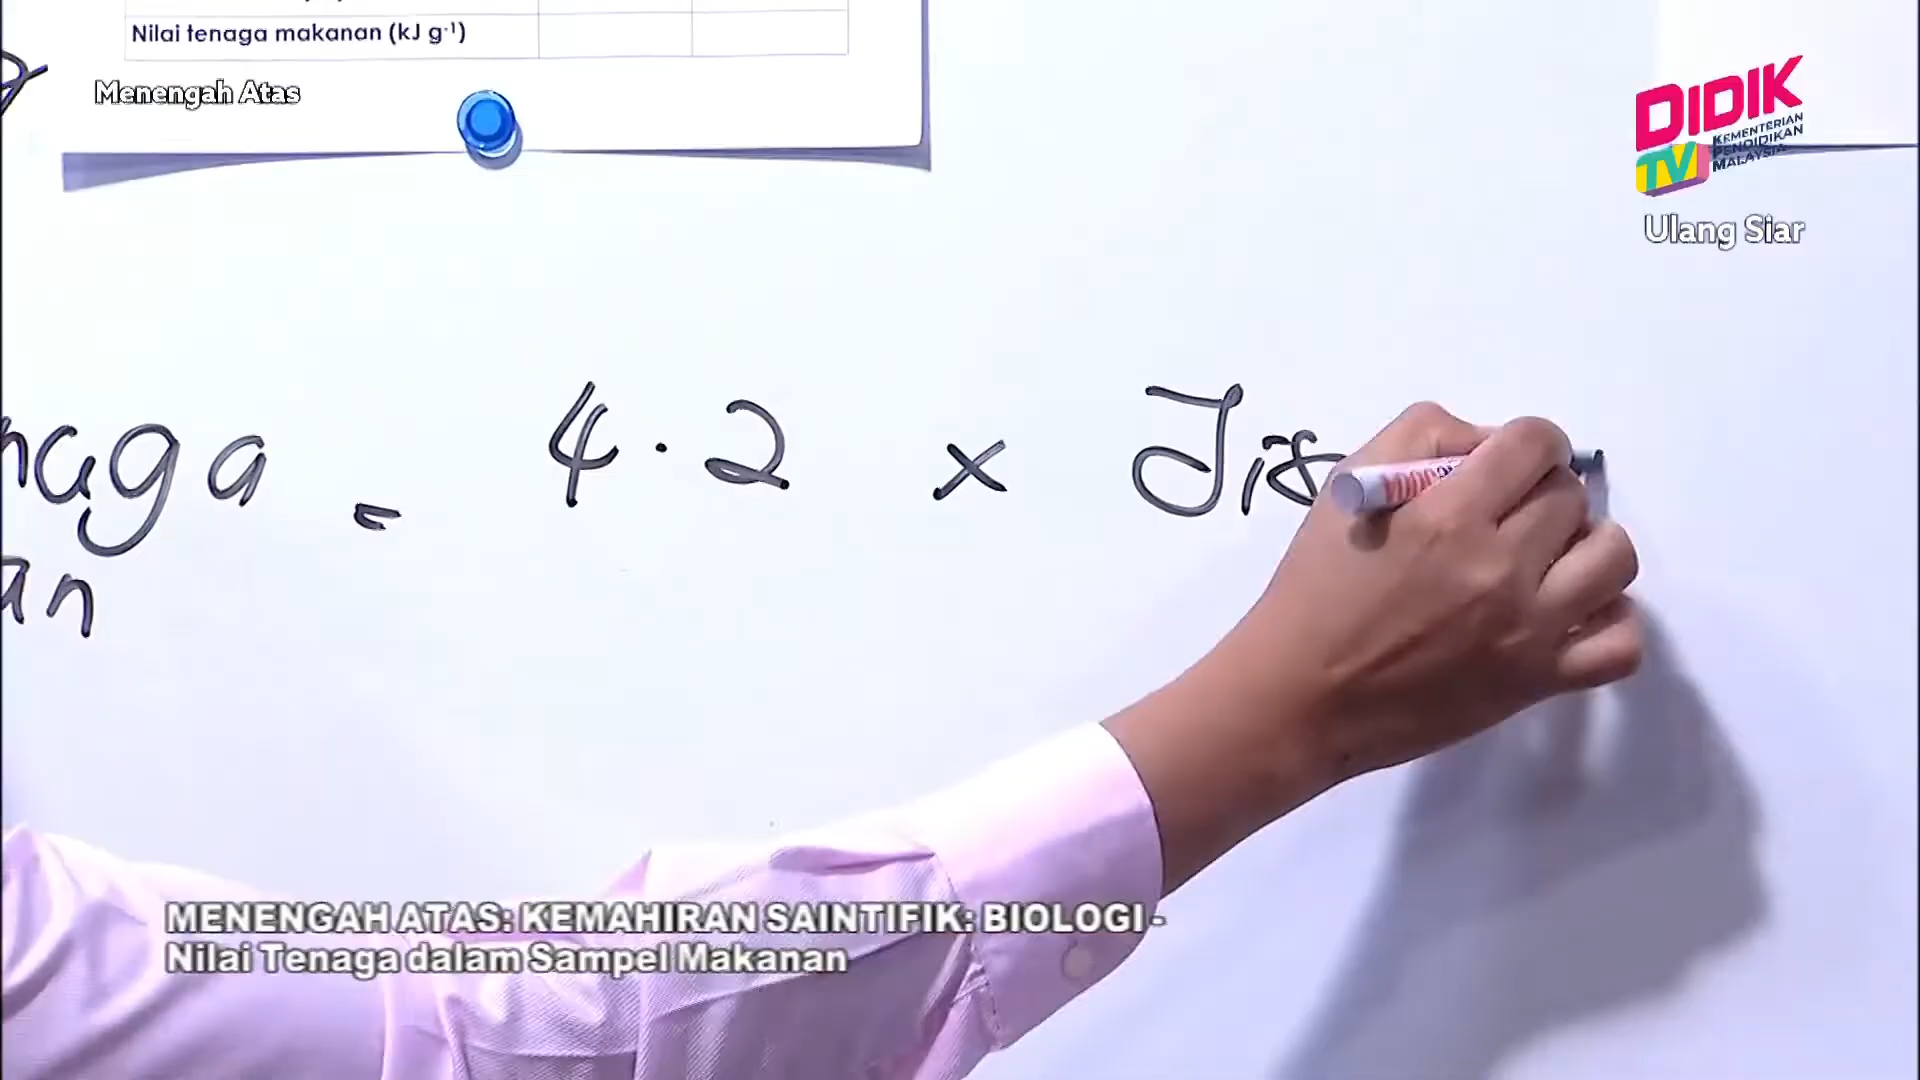 Nilai tenaga makanan (kJ g⁻¹)
Menengah Atas
DIDIK
TV
KEMENTERIAN
PENDIDIKAN
MALAYSIA
Ulang Siar
naga = 4.2 x Jis
an
MENENGAH ATAS: KEMAHIRAN SAINTIFIK: BIOLOGI -
Nilai Tenaga dalam Sampel Makanan